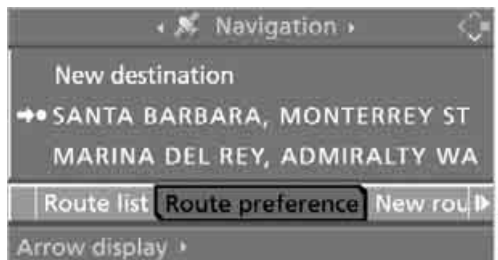 Navigation
New destination
SANTA BARBARA, MONTERREY ST
MARINA DEL REY, ADMIRALTY WA
Route list Route preference New rou
Arrow display